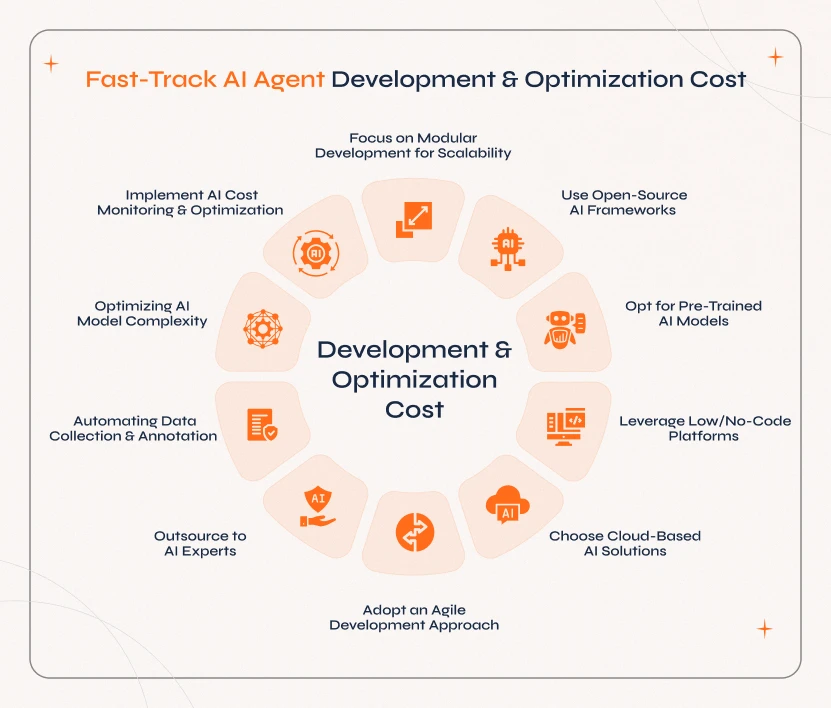 Fast-Track AI Agent Development & Optimization Cost
Focus on Modular
Development for Scalability
Use Open-Source
AI Frameworks
Opt for Pre-Trained
AI Models
Leverage Low/No-Code
Platforms
Choose Cloud-Based
AI Solutions
Adopt an Agile
Development Approach
Outsource to
AI Experts
Automating Data
Collection & Annotation
Optimizing AI
Model Complexity
Implement AI Cost
Monitoring & Optimization
Development &
Optimization
Cost
AI
AI
AI
AI